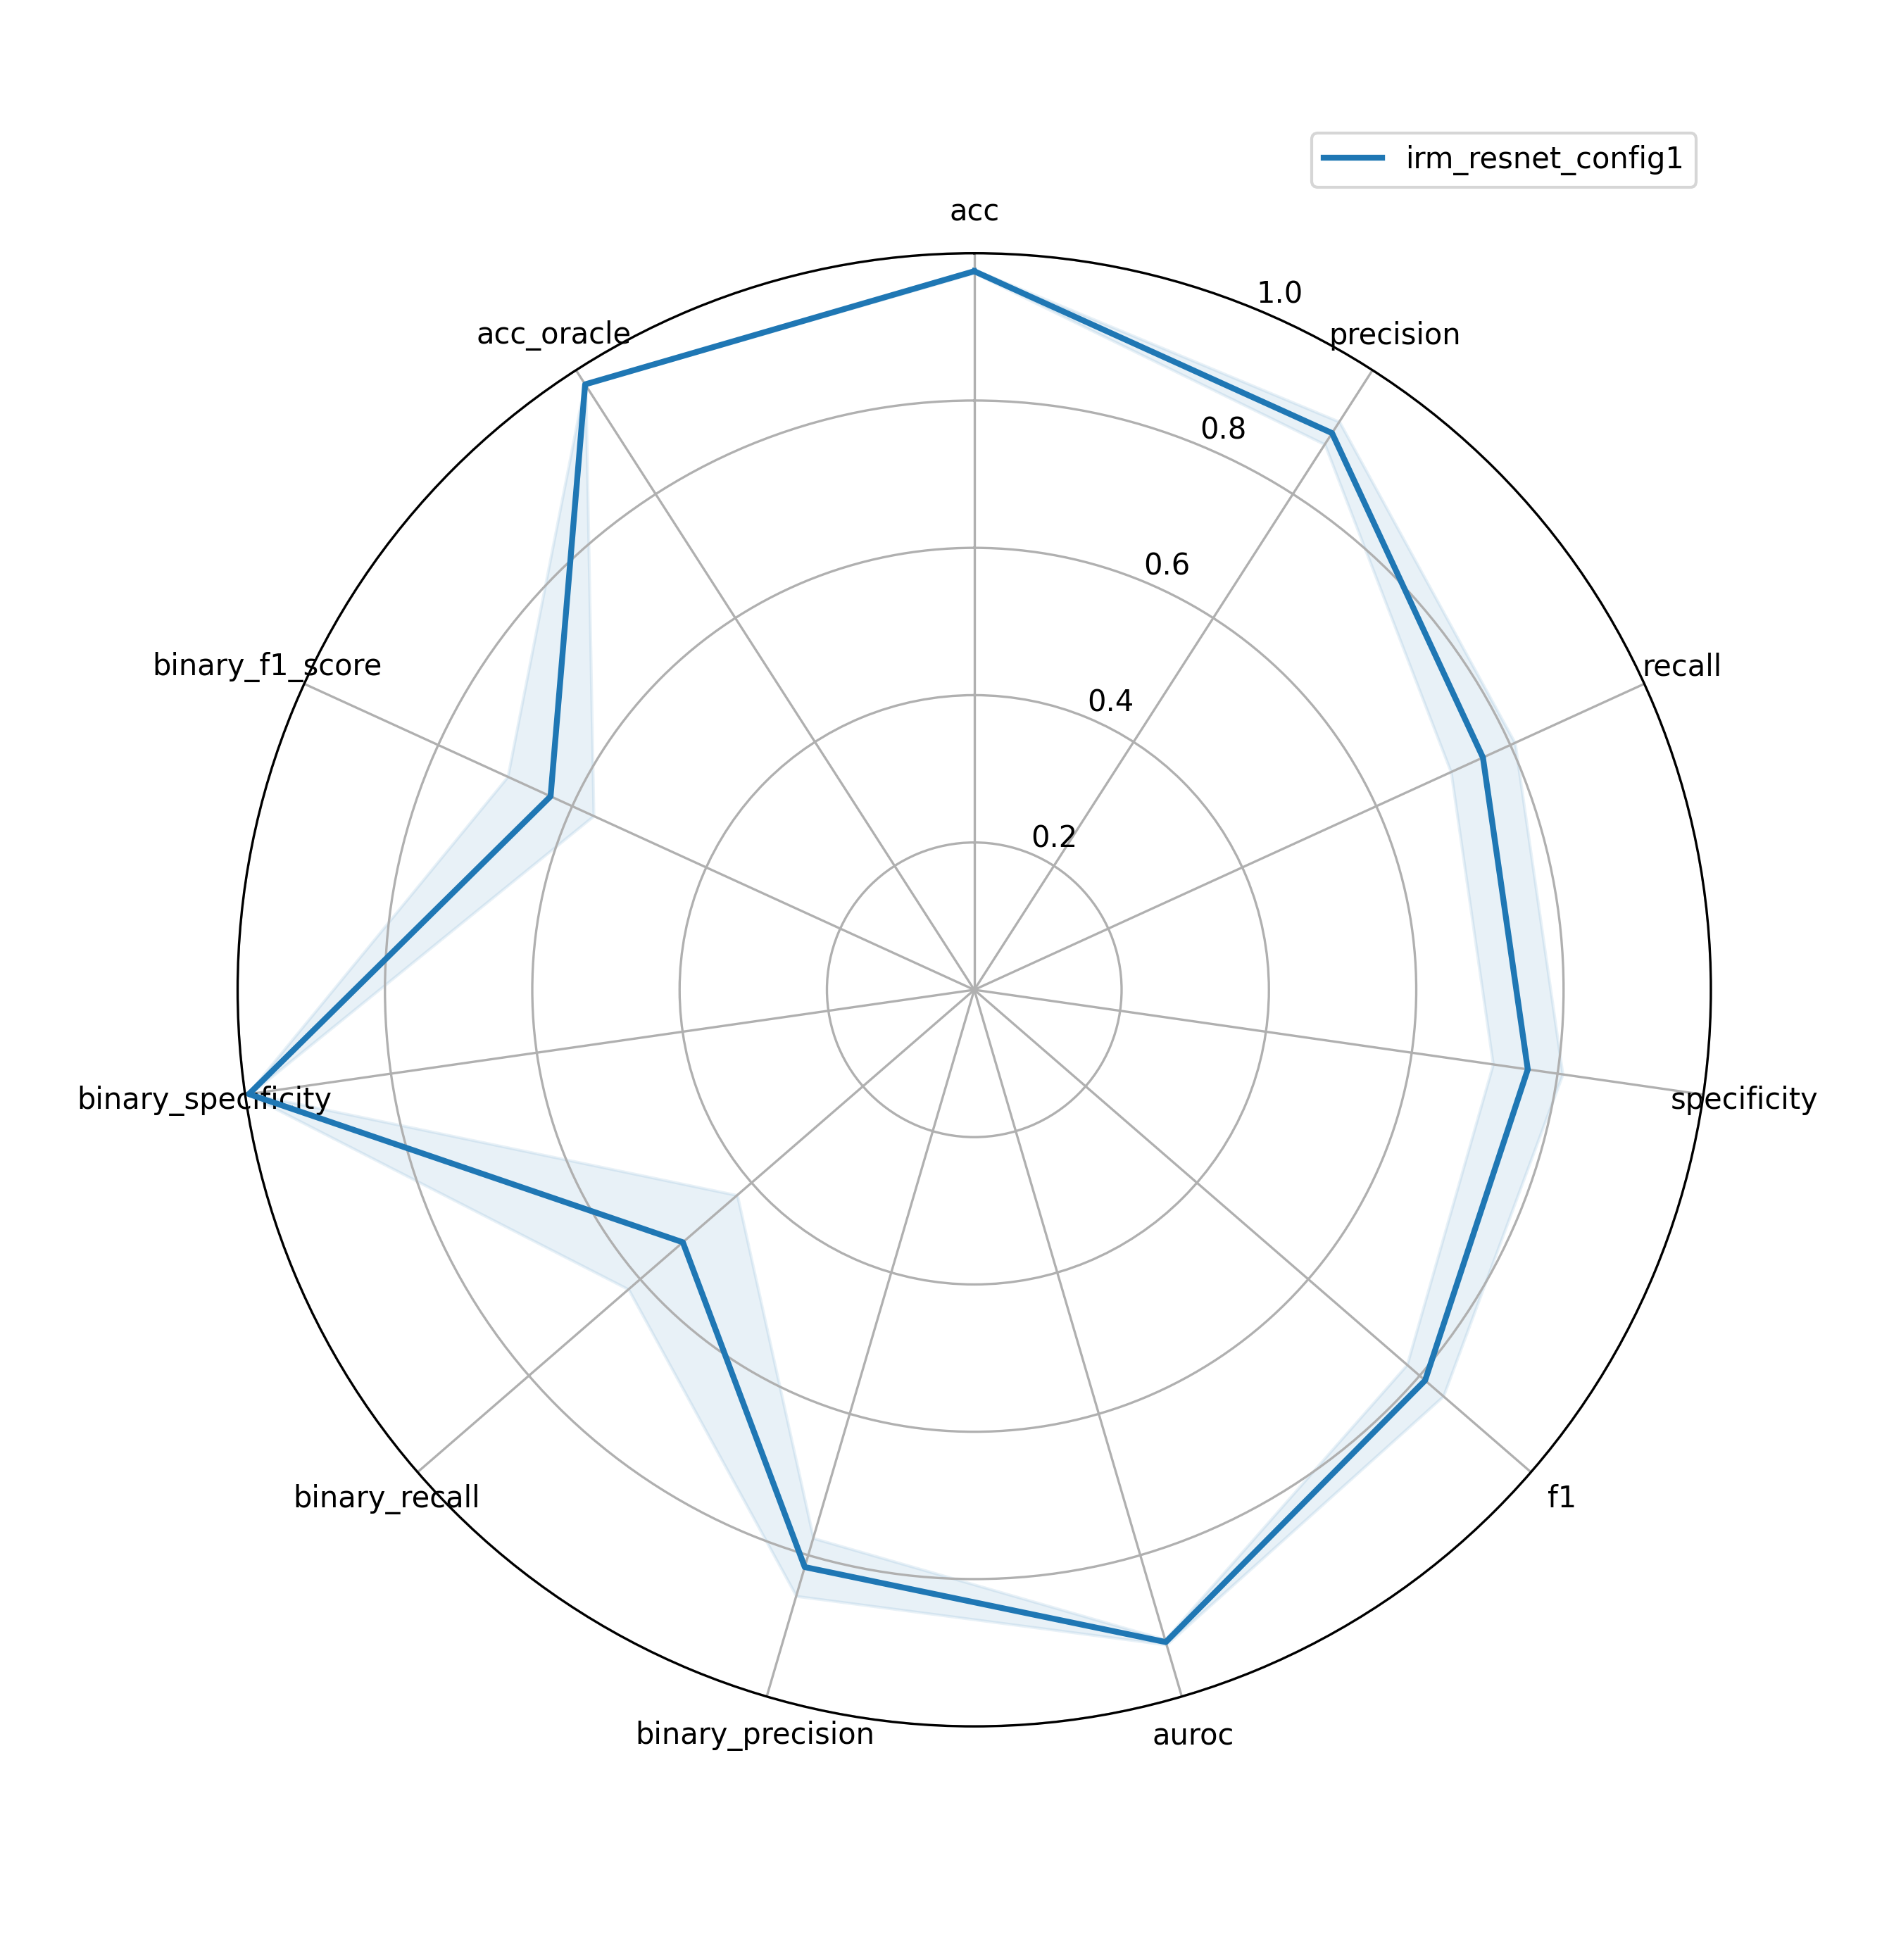 irm_resnet_config1
acc
1.0
acc_oracle
precision
0.8
0.6
binary_f1_score
recall
0.4
0.2
binary_specificity
specificity
binary_recall
f1
binary_precision
auroc